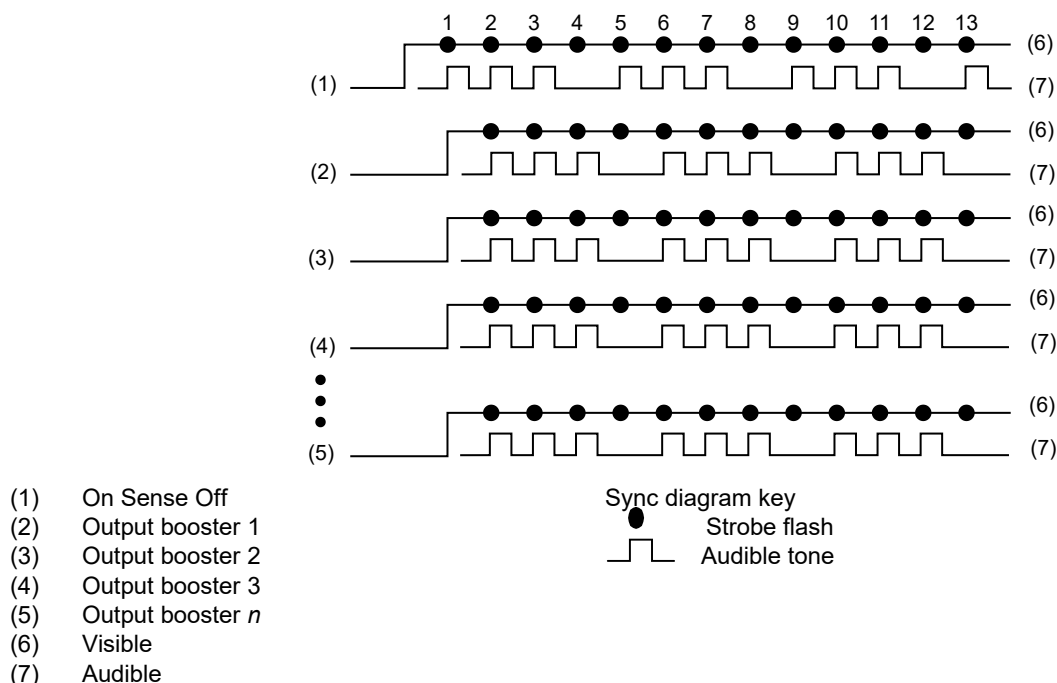 1 2 3 4 5 6 7 8 9 10 11 12 13
(6)
(1) (7)
(6)
(2) (7)
(6)
(3) (7)
(6)
(4) (7)
(6)
(5) (7)
(1) On Sense Off
(2) Output booster 1
(3) Output booster 2
(4) Output booster 3
(5) Output booster n
(6) Visible
(7) Audible
Sync diagram key
Strobe flash
Audible tone